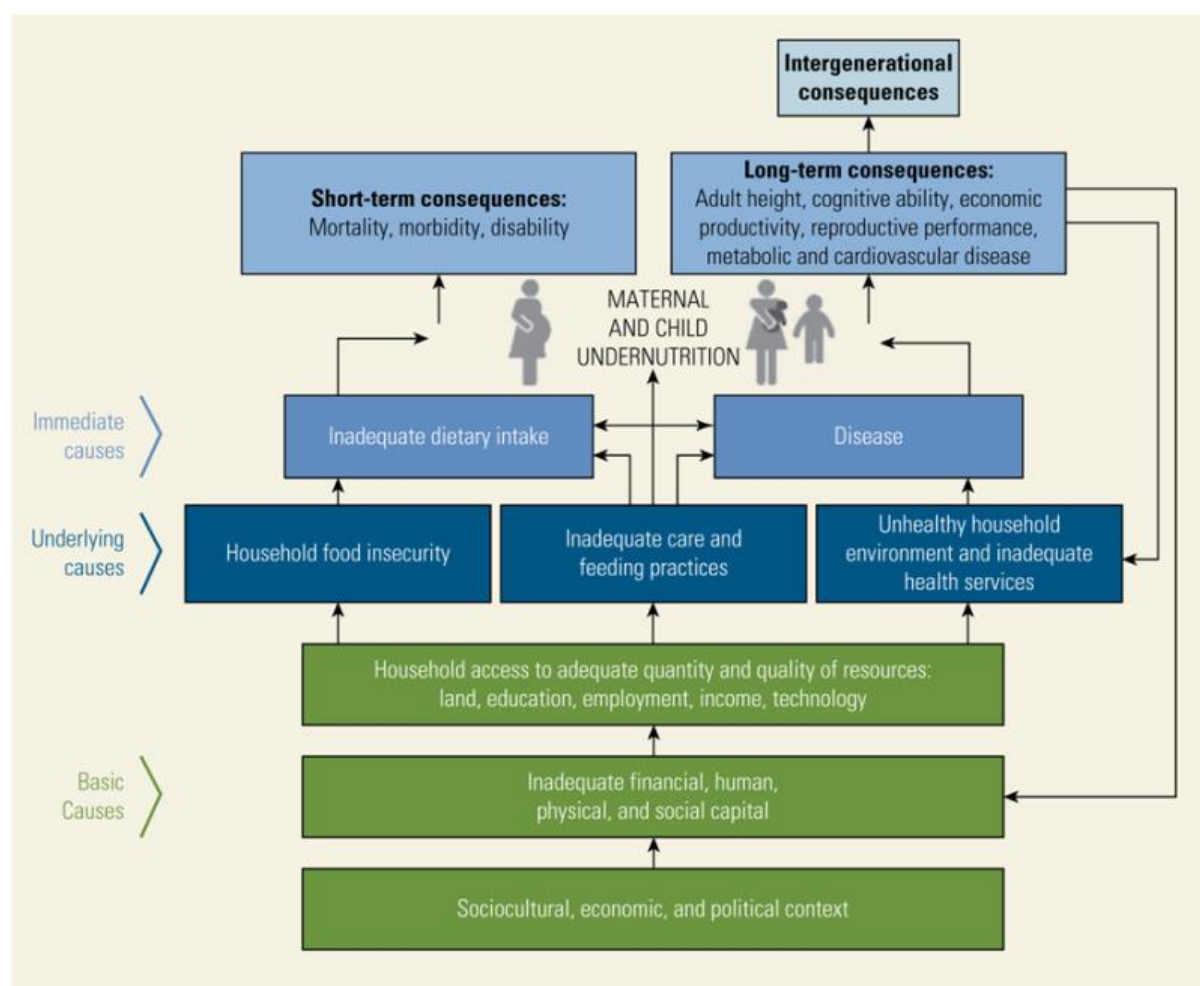 Intergenerational
consequences
Short-term consequences:
Mortality, morbidity, disability
Long-term consequences:
Adult height, cognitive ability, economic
productivity, reproductive performance,
metabolic and cardiovascular disease
MATERNAL
AND CHILD
UNDERNUTRITION
Immediate
causes
Inadequate dietary intake
Disease
Underlying
causes
Household food insecurity
Inadequate care and
feeding practices
Unhealthy household
environment and inadequate
health services
Household access to adequate quantity and quality of resources:
land, education, employment, income, technology
Basic
Causes
Inadequate financial, human,
physical, and social capital
Sociocultural, economic, and political context